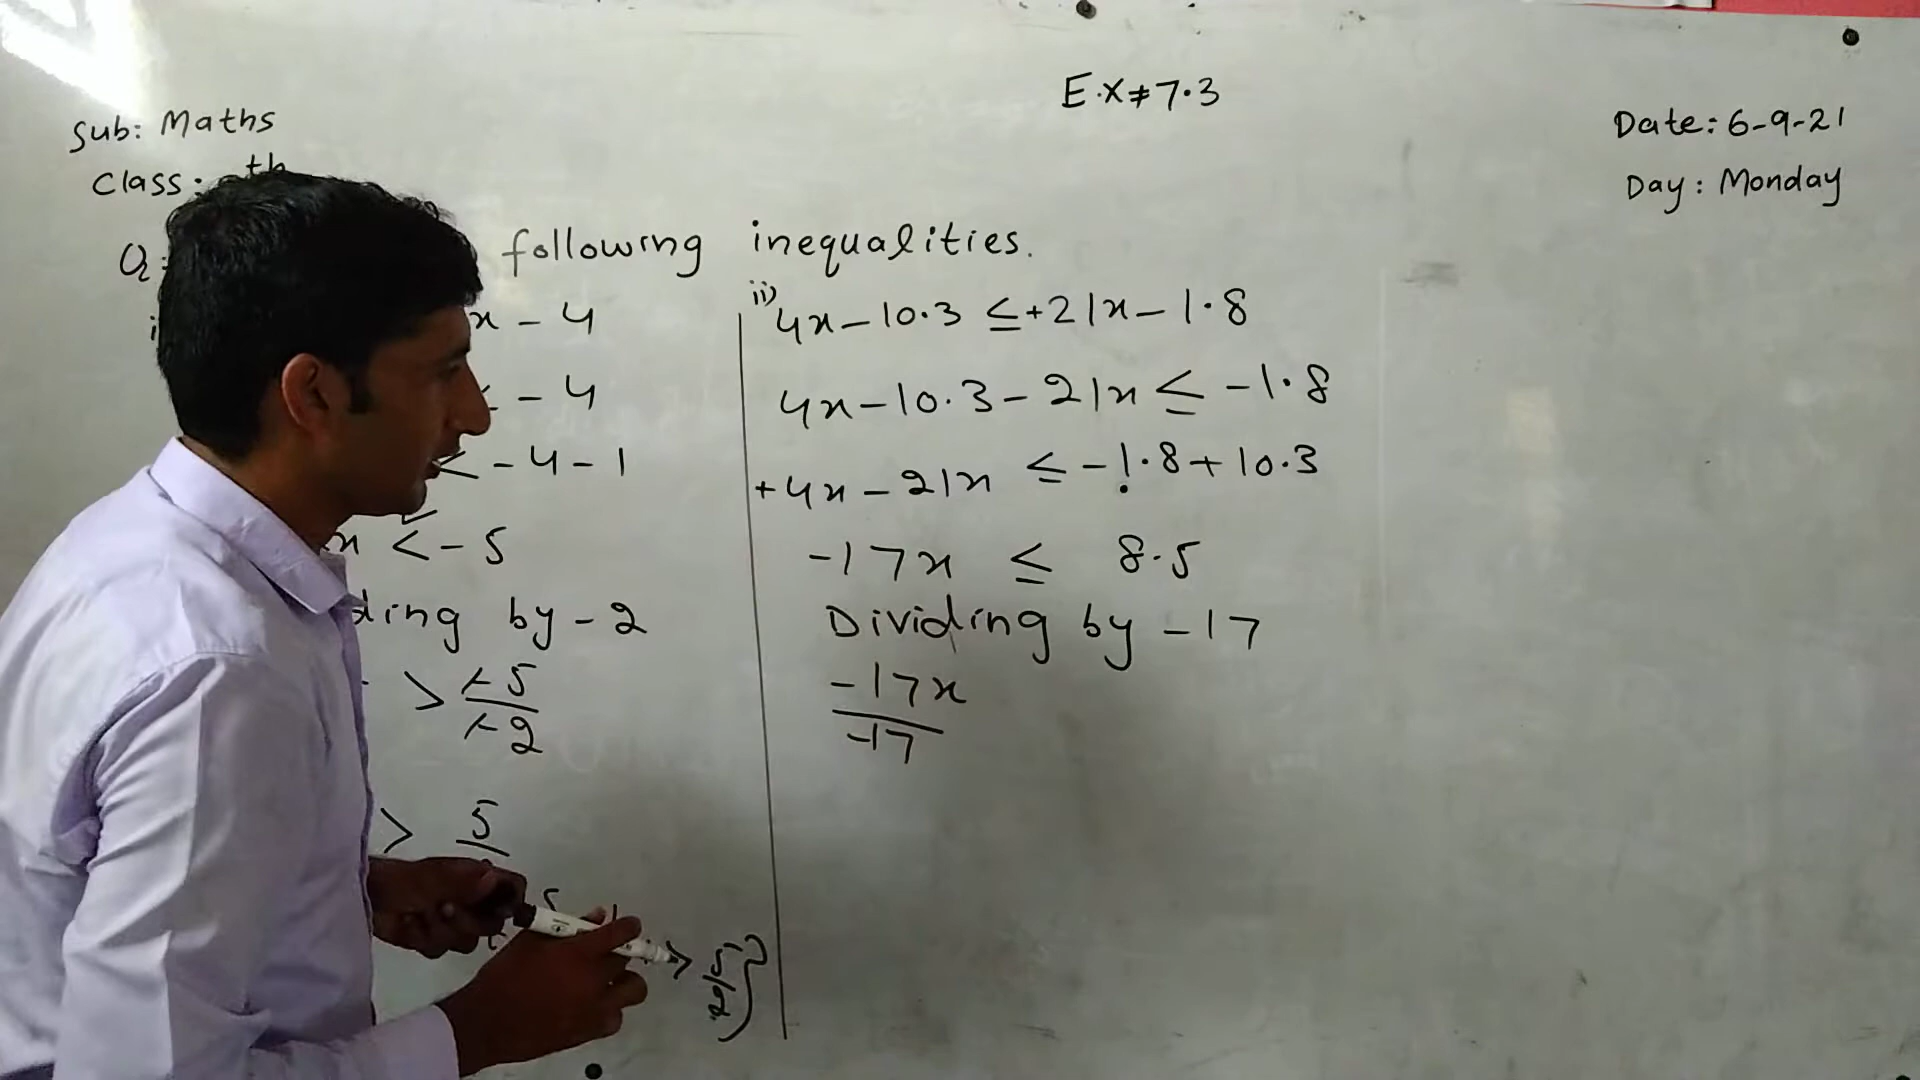 E.X#7.3
Sub: Maths
Date: 6-9-21
Class: th
Day: Monday
Q: following inequalities.
i x - 4
- 4
< - 4 - 1
x < - 5
ding by - 2
> -5/-2
> 5
ii) 4x - 10.3 ≤ +21x - 1.8
4x - 10.3 - 21x ≤ -1.8
+4x - 21x ≤ -1.8 + 10.3
-17x ≤ 8.5
Dividing by -17
-17x/-17